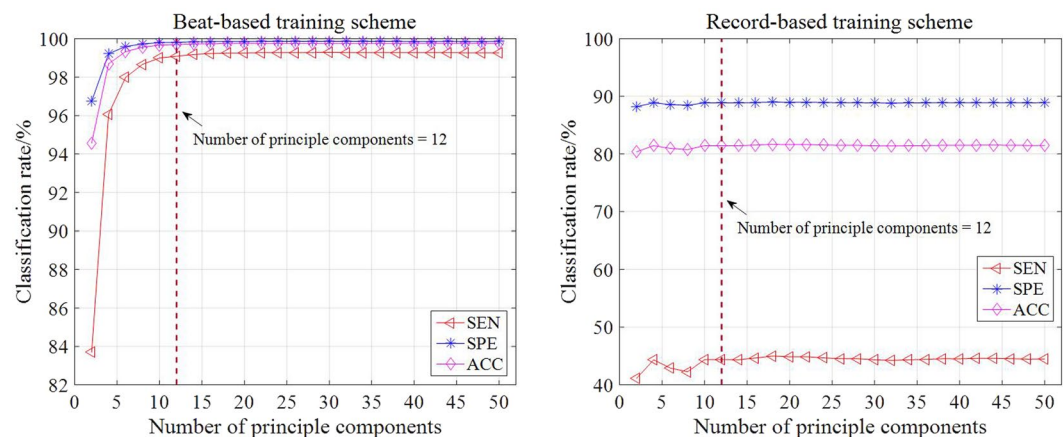 Beat-based training scheme
Classification rate/%
100
98
96
94
92
90
88
86
84
82
Number of principle components = 12
SEN
SPE
ACC
0 5 10 15 20 25 30 35 40 45 50
Number of principle components
Record-based training scheme
Classification rate/%
100
90
80
70
60
50
40
Number of principle components = 12
SEN
SPE
ACC
0 5 10 15 20 25 30 35 40 45 50
Number of principle components